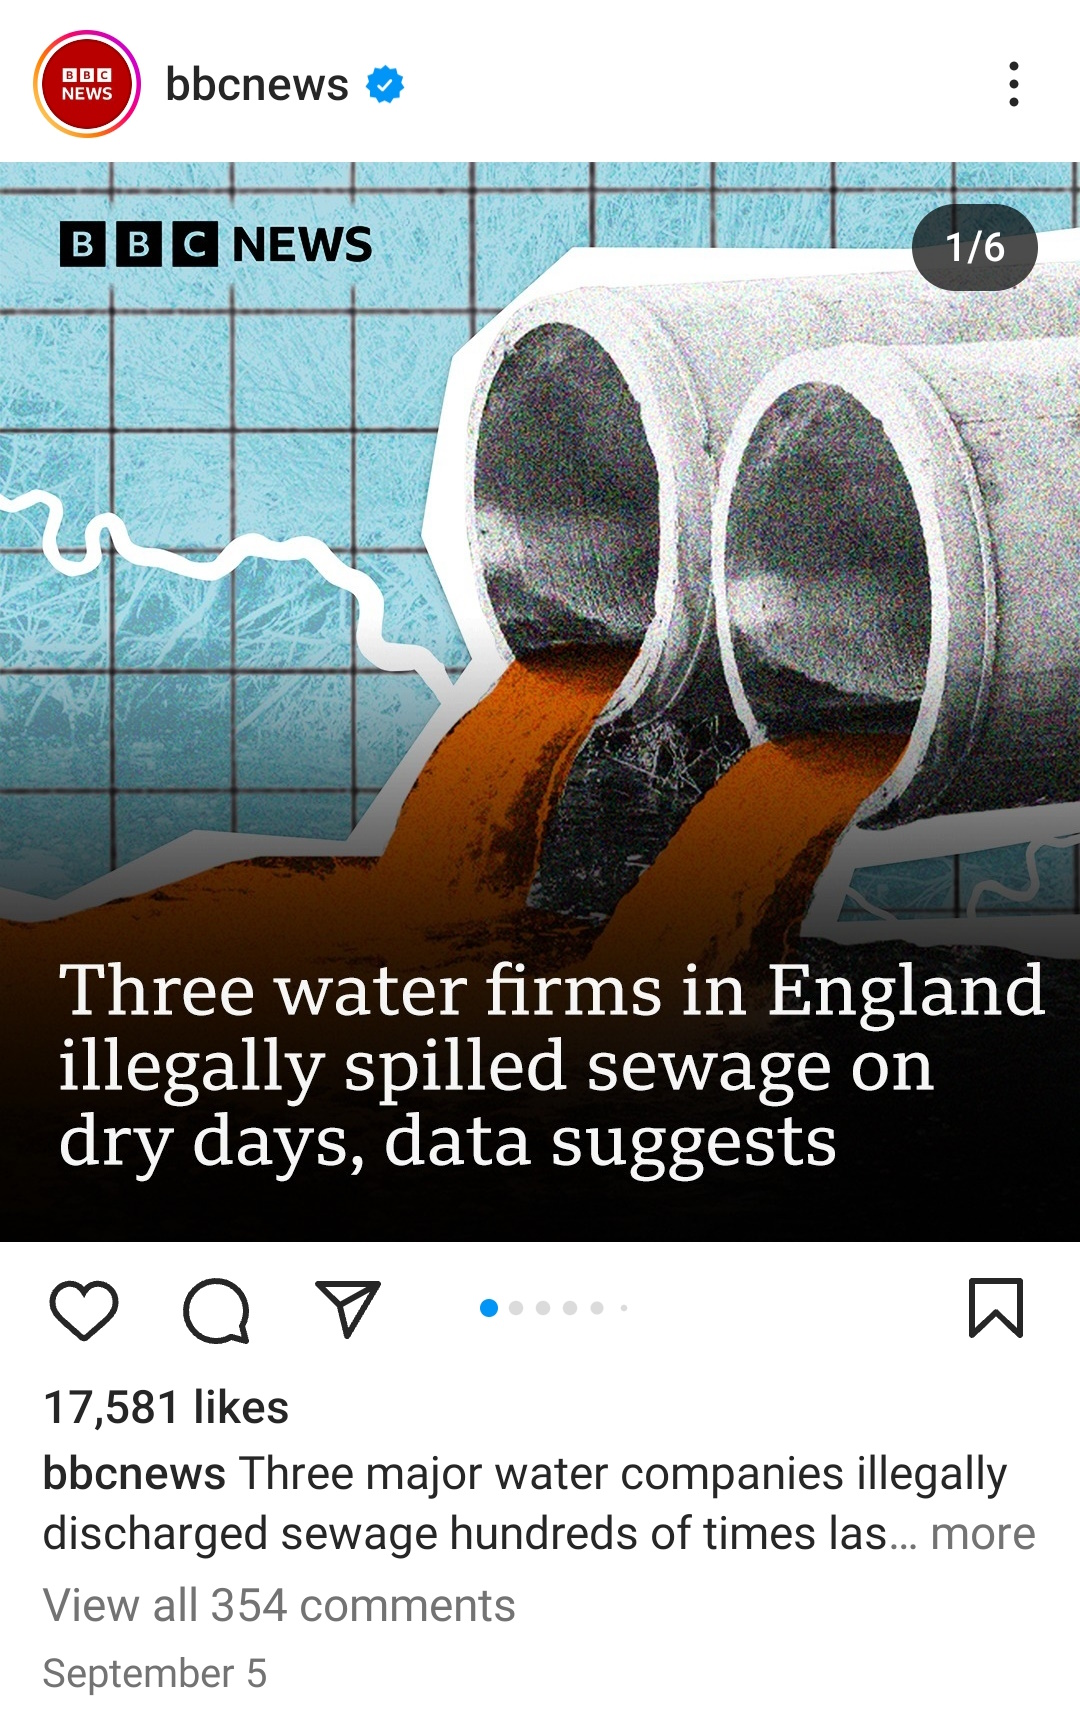 BBC NEWS
bbcnews
BBC NEWS
1/6
Three water firms in England
illegally spilled sewage on
dry days, data suggests
17,581 likes
bbcnews Three major water companies illegally
discharged sewage hundreds of times las... more
View all 354 comments
September 5